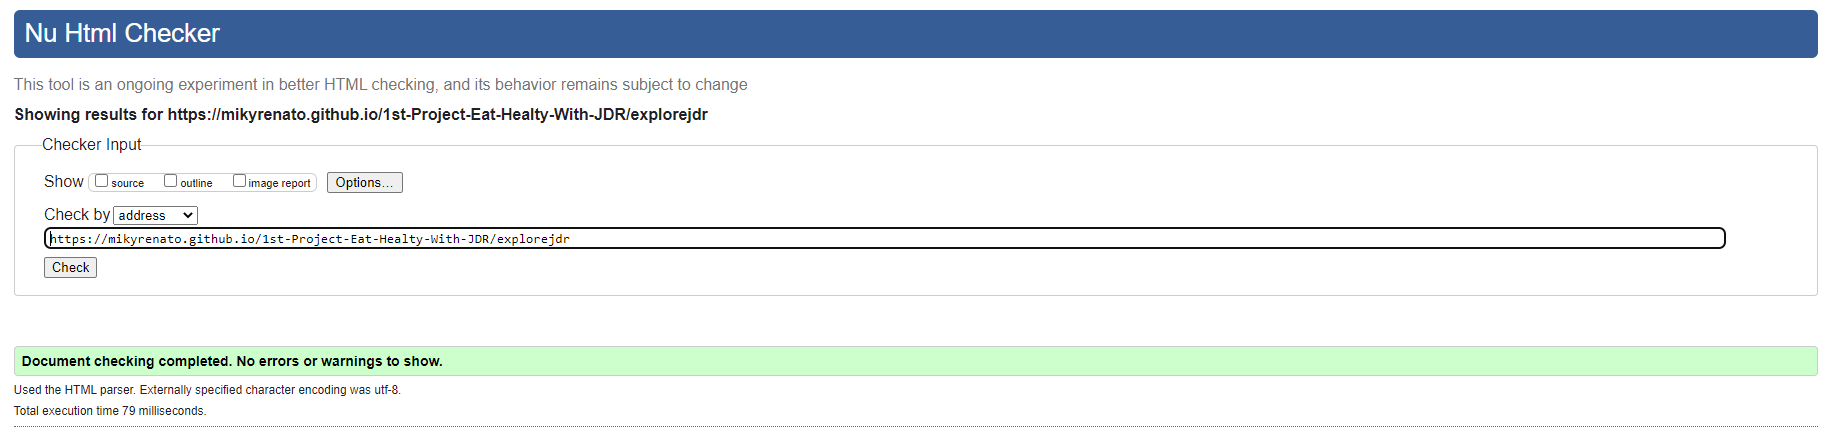 Nu Html Checker
This tool is an ongoing experiment in better HTML checking, and its behavior remains subject to change
Showing results for https://mikyrenato.github.io/1st-Project-Eat-Healty-With-JDR/explorejdr
Checker Input
Show source outline image report Options...
Check by address
https://mikyrenato.github.io/1st-Project-Eat-Healty-With-JDR/explorejdr
Check
Document checking completed. No errors or warnings to show.
Used the HTML parser. Externally specified character encoding was utf-8.
Total execution time 79 milliseconds.